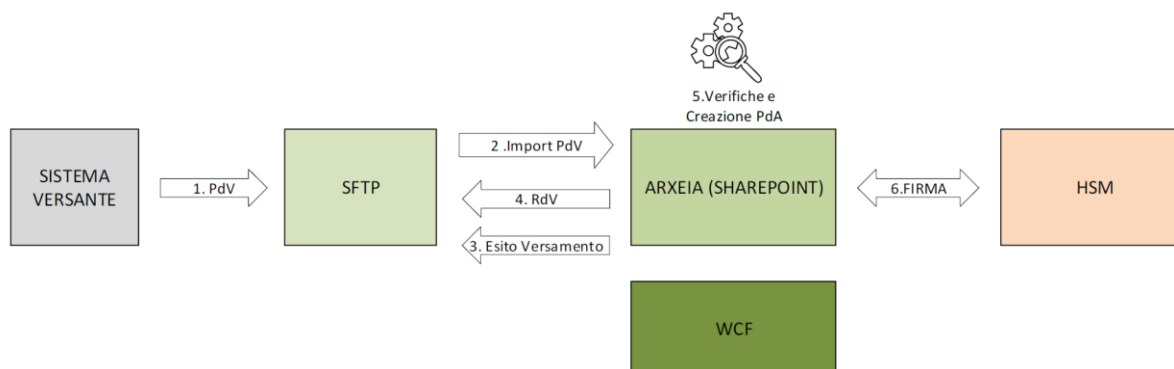 5.Verifiche e
Creazione PdA
SISTEMA
VERSANTE
1. PdV
SFTP
2 .Import PdV
4. RdV
3. Esito Versamento
ARXEIA (SHAREPOINT)
6.FIRMA
HSM
WCF